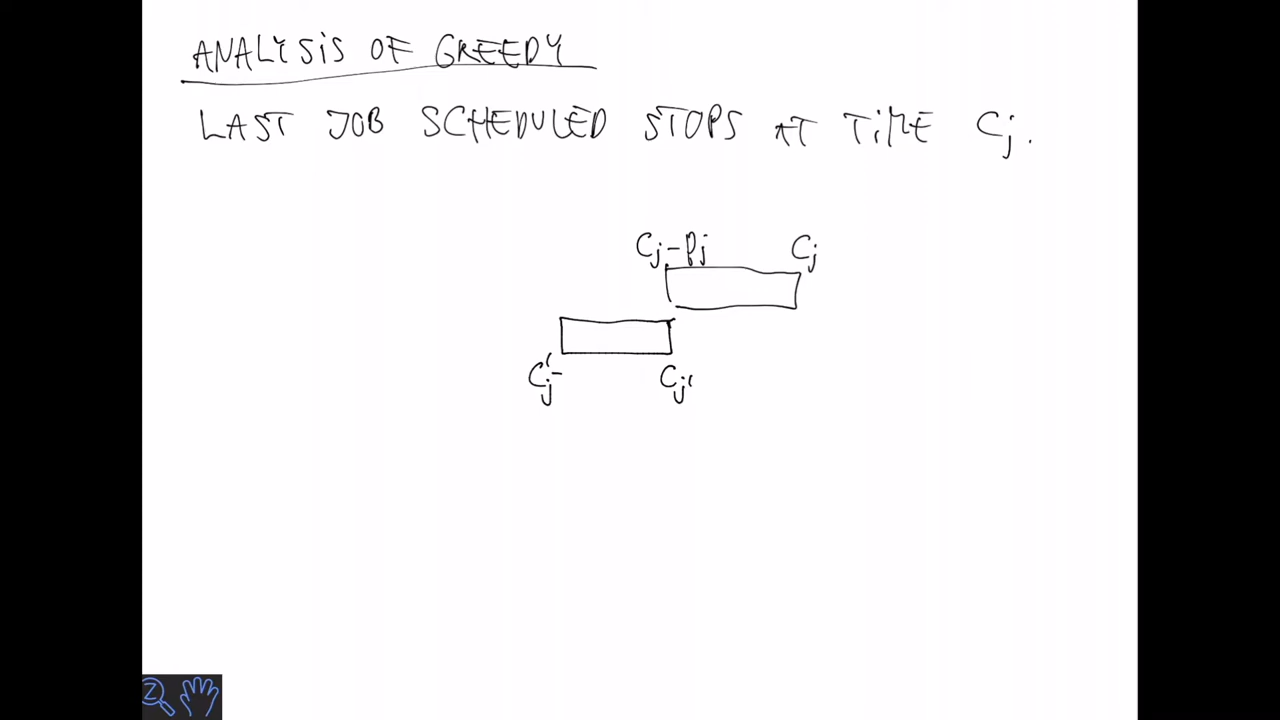 ANALYSIS OF GREEDY
LAST JOB SCHEDULED STOPS AT TIME Cj.
Cj-pj Cj
Cj'- Cj'
Z